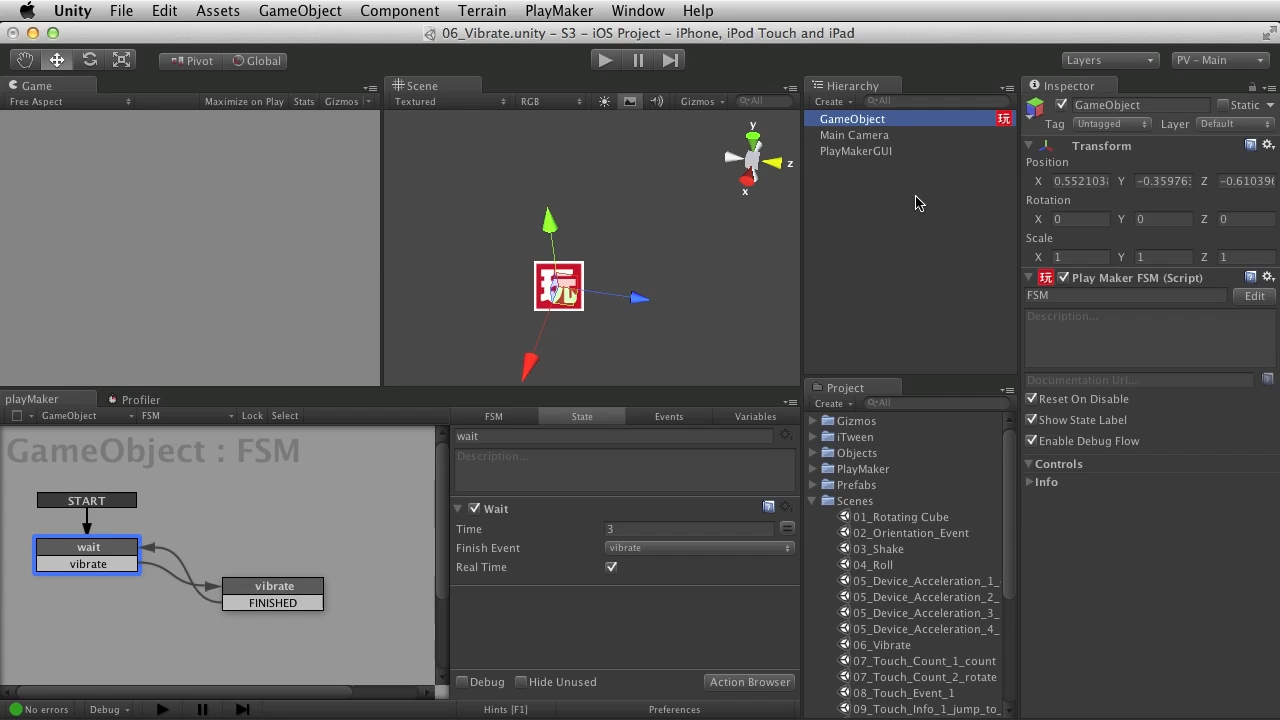 Unity File Edit Assets GameObject Component Terrain PlayMaker Window Help
06_Vibrate.unity - S3 - iOS Project - iPhone, iPod Touch and iPad
Pivot Global Layers PV - Main
Game
Free Aspect Maximize on Play Stats Gizmos
Scene
Textured RGB Gizmos All
y
z
x
玩
Hierarchy
Create All
GameObject 玩
Main Camera
PlayMakerGUI
Inspector
GameObject Static
Tag Untagged Layer Default
Transform
Position
X 0.552103 Y -0.35976 Z -0.610396
Rotation
X 0 Y 0 Z 0
Scale
X 1 Y 1 Z 1
玩 Play Maker FSM (Script)
FSM Edit
Description...
Documentation Url...
Reset On Disable
Show State Label
Enable Debug Flow
Controls
Info
playMaker Profiler
GameObject FSM Lock Select
GameObject : FSM
START
wait
vibrate
vibrate
FINISHED
FSM State Events Variables
wait
Description...
Wait
Time 3
Finish Event vibrate
Real Time
Debug Hide Unused Action Browser
No errors Debug Hints [F1] Preferences
Project
Create All
Gizmos
iTween
Objects
PlayMaker
Prefabs
Scenes
01_Rotating Cube
02_Orientation_Event
03_Shake
04_Roll
05_Device_Acceleration_1_
05_Device_Acceleration_2_
05_Device_Acceleration_3_
05_Device_Acceleration_4_
06_Vibrate
07_Touch_Count_1_count
07_Touch_Count_2_rotate
08_Touch_Event_1
09_Touch_Info_1_jump_to_